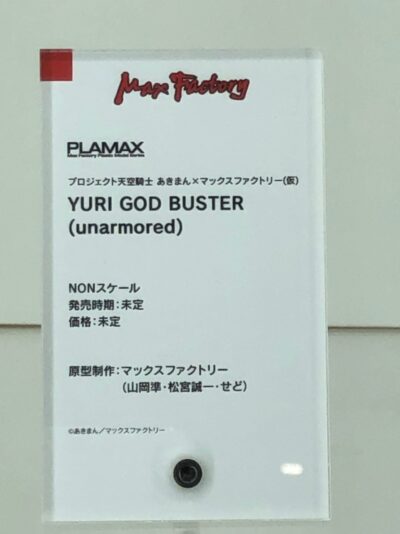 Max Factory
PLAMAX
Max Factory Plastic Model Series
プロジェクト天空騎士 あきまん×マックスファクトリー(仮)
YURI GOD BUSTER
(unarmored)
NONスケール
発売時期:未定
価格:未定
原型制作:マックスファクトリー
(山岡準・松宮誠一・せど)
©あきまん/マックスファクトリー